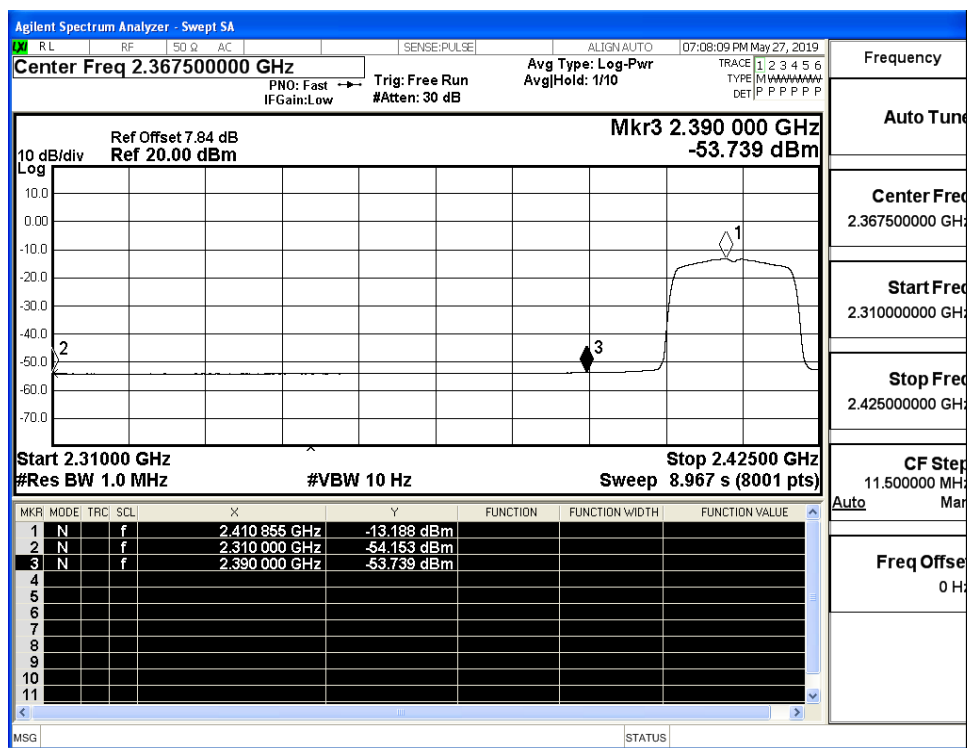 Agilent Spectrum Analyzer - Swept SA
LXI RL RF 50 Ω AC SENSE:PULSE ALIGN AUTO 07:08:09 PM May 27, 2019
Center Freq 2.367500000 GHz
PNO: Fast
IFGain:Low
Trig: Free Run
#Atten: 30 dB
Avg Type: Log-Pwr
Avg|Hold: 1/10
TRACE 1 2 3 4 5 6
TYPE M W W W W W
DET P P P P P P
Mkr3 2.390 000 GHz
-53.739 dBm
Ref Offset 7.84 dB
10 dB/div Ref 20.00 dBm
Log
10.0
0.00
-10.0
-20.0
-30.0
-40.0
-50.0
-60.0
-70.0
1
2
3
Start 2.31000 GHz Stop 2.42500 GHz
#Res BW 1.0 MHz #VBW 10 Hz Sweep 8.967 s (8001 pts)
MKR MODE TRC SCL X Y FUNCTION FUNCTION WIDTH FUNCTION VALUE
1 N f 2.410 855 GHz -13.188 dBm
2 N f 2.310 000 GHz -54.153 dBm
3 N f 2.390 000 GHz -53.739 dBm
4
5
6
7
8
9
10
11
MSG STATUS
Frequency
Auto Tune
Center Freq
2.367500000 GHz
Start Freq
2.310000000 GHz
Stop Freq
2.425000000 GHz
CF Step
11.500000 MHz
Auto Man
Freq Offset
0 Hz